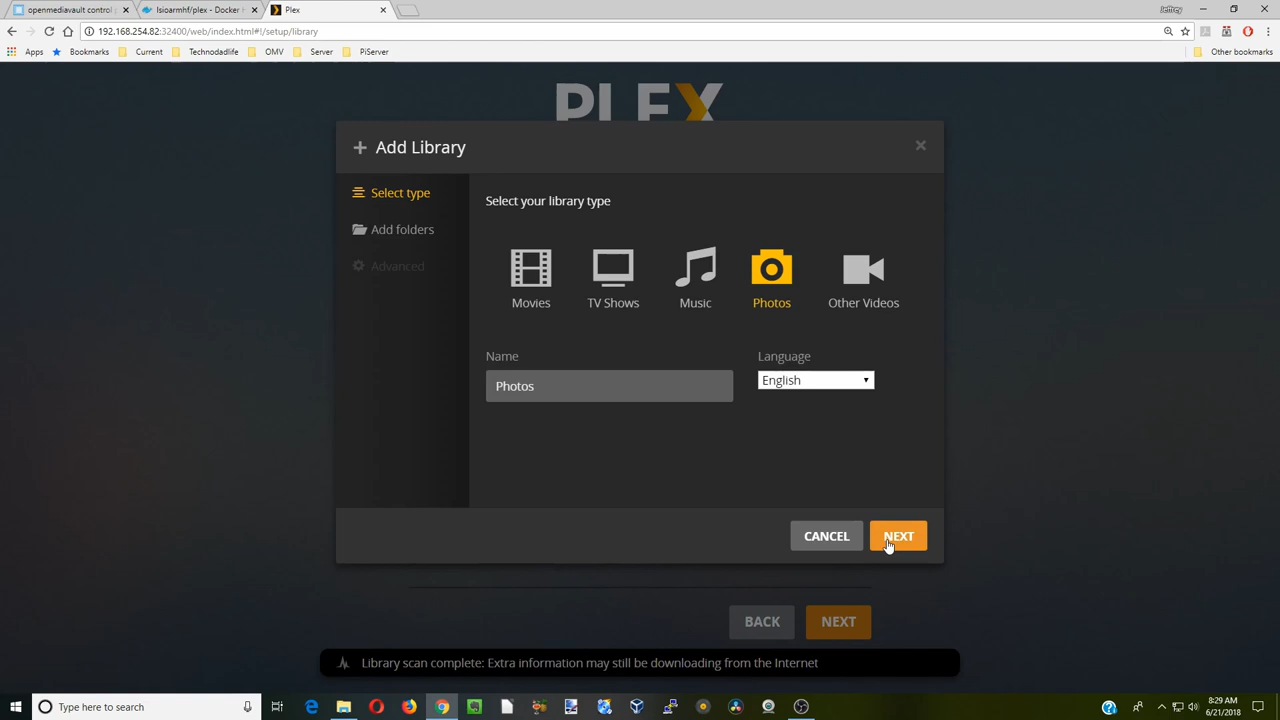 openmediavault control p
lsioarmhf/plex - Docker H
Plex
Jeffrey
192.168.254.82:32400/web/index.html#!/setup/library
Apps
Bookmarks
Current
Technodadlife
OMV
Server
PiServer
Other bookmarks
PLEX
Add Library
Select type
Add folders
Advanced
Select your library type
Movies
TV Shows
Music
Photos
Other Videos
Name
Language
Photos
English
CANCEL
NEXT
BACK
NEXT
Library scan complete: Extra information may still be downloading from the Internet
Type here to search
8:29 AM
6/21/2018